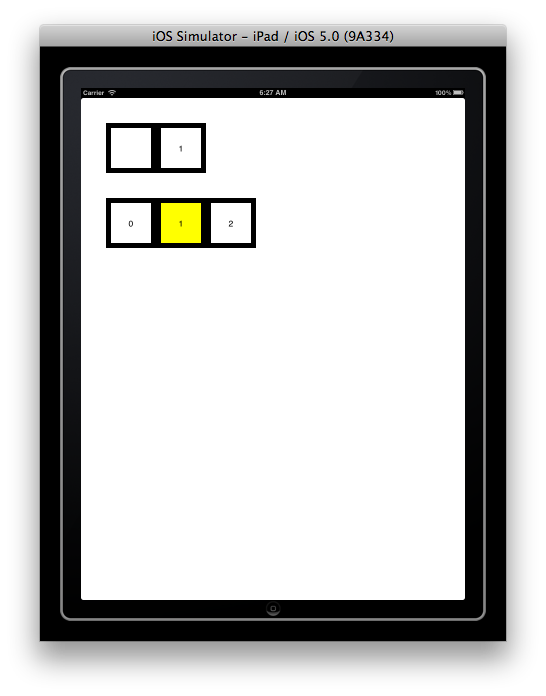 iOS Simulator - iPad / iOS 5.0 (9A334)
Carrier 6:27 AM 100%
1
0 1 2